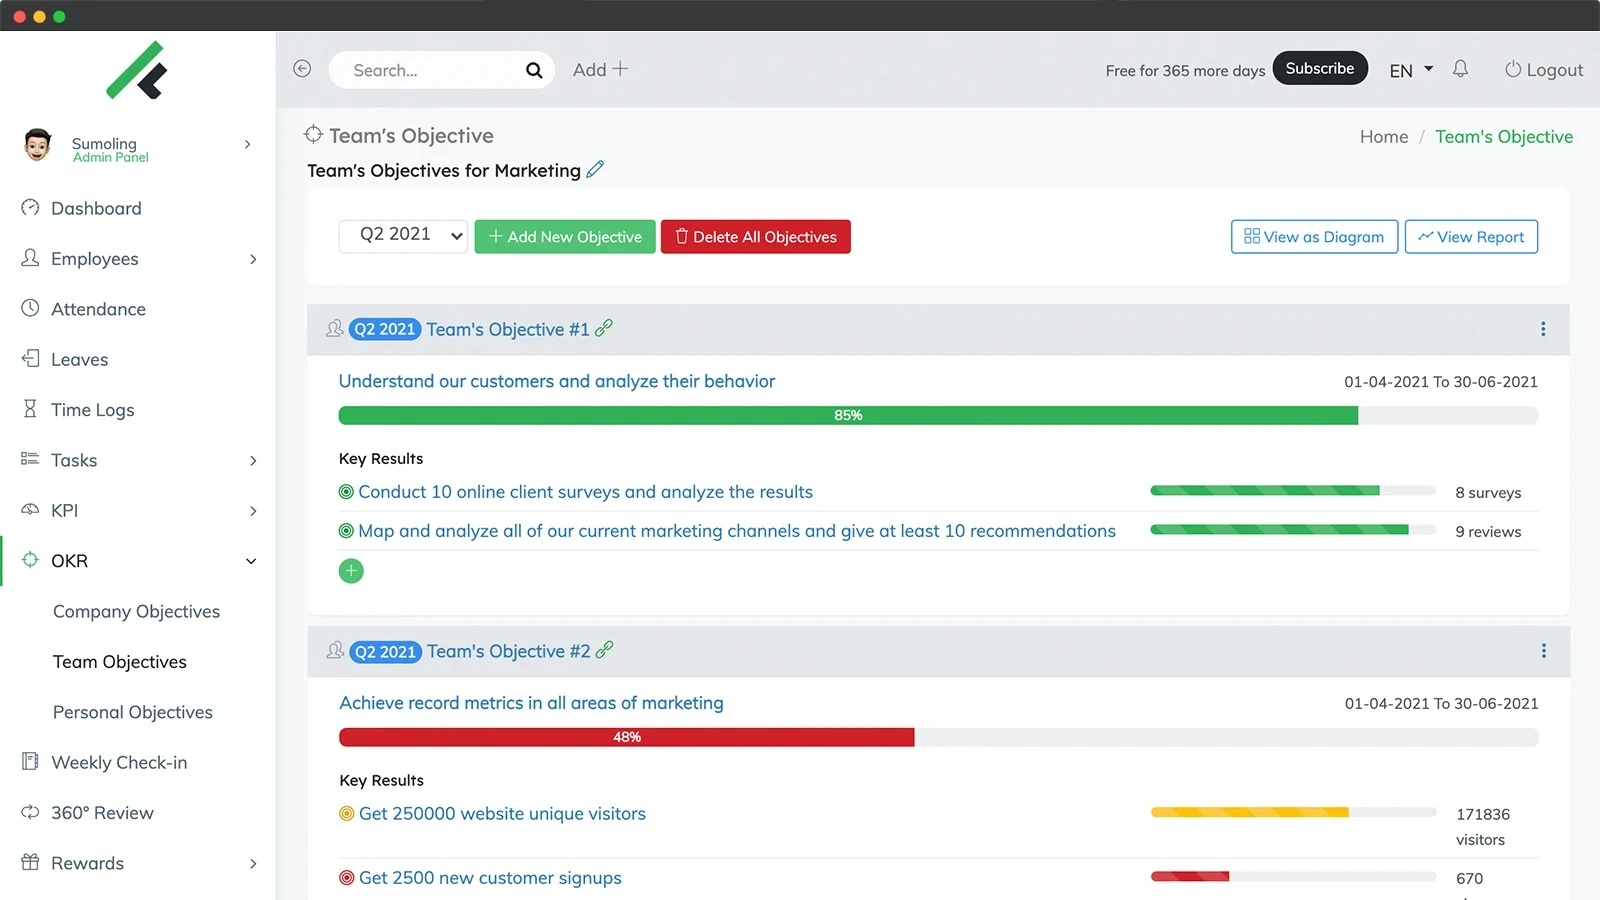 Search...
Add
Free for 365 more days
Subscribe
EN
Logout
Sumoling
Admin Panel
Dashboard
Employees
Attendance
Leaves
Time Logs
Tasks
KPI
OKR
Company Objectives
Team Objectives
Personal Objectives
Weekly Check-in
360° Review
Rewards
Team's Objective
Home / Team's Objective
Team's Objectives for Marketing
Q2 2021
Add New Objective
Delete All Objectives
View as Diagram
View Report
Q2 2021 Team's Objective #1
Understand our customers and analyze their behavior
01-04-2021 To 30-06-2021
85%
Key Results
Conduct 10 online client surveys and analyze the results
8 surveys
Map and analyze all of our current marketing channels and give at least 10 recommendations
9 reviews
Q2 2021 Team's Objective #2
Achieve record metrics in all areas of marketing
01-04-2021 To 30-06-2021
48%
Key Results
Get 250000 website unique visitors
171836
visitors
Get 2500 new customer signups
670